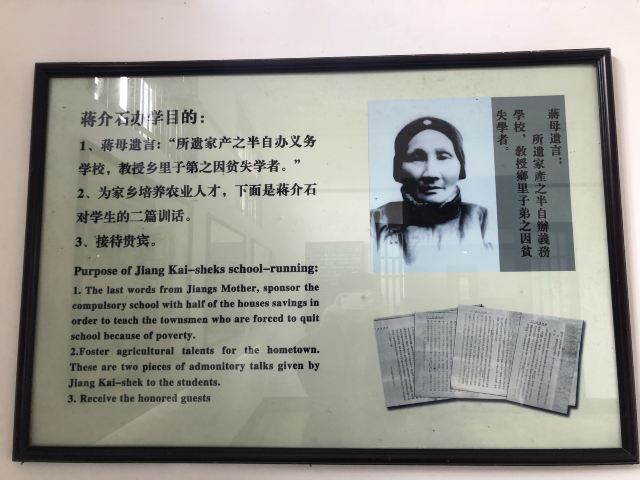 蒋介石办学目的：
1、蒋母遗言：“所遗家产之半自办义务
学校，教授乡里子弟之因贫失学者。”
2、为家乡培养农业人才，下面是蒋介石
对学生的二篇训话。
3、接待贵宾。
Purpose of Jiang Kai-sheks school-running:
1. The last words from Jiangs Mother, sponsor the
compulsory school with half of the houses savings in
order to teach the townsmen who are forced to quit
school because of poverty.
2.Foster agricultural talents for the hometown.
These are two pieces of admonitory talks given by
Jiang Kai-shek to the students.
3. Receive the honored guests
蔣母遺言：
所遺家產之半自辦義務
學校，教授鄉里子弟之因貧
失學者。